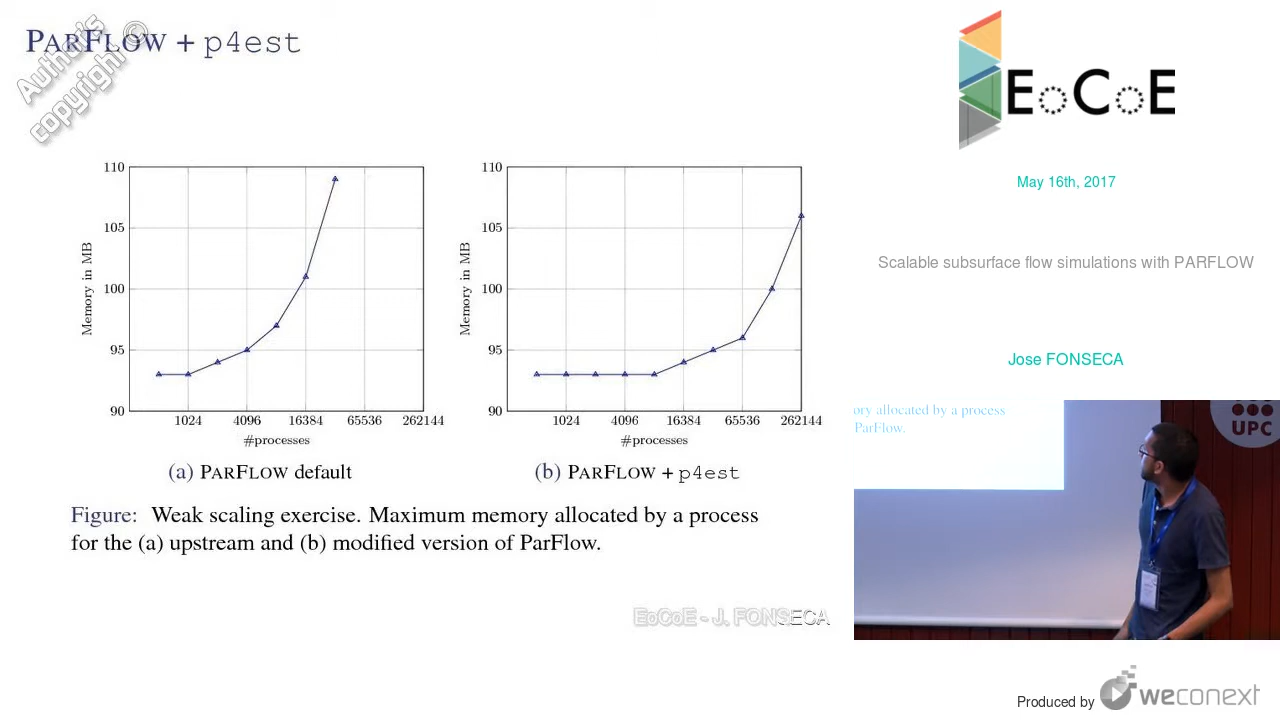 PARFLOW + p4est
Author's ©
copyright
110
105
100
95
90
Memory in MB
1024 4096 16384 65536 262144
#processes
(a) PARFLOW default
110
105
100
95
90
Memory in MB
1024 4096 16384 65536 262144
#processes
(b) PARFLOW + p4est
Figure: Weak scaling exercise. Maximum memory allocated by a process
for the (a) upstream and (b) modified version of ParFlow.
EoCoE - J. FONSECA
EoCoE
May 16th, 2017
Scalable subsurface flow simulations with PARFLOW
Jose FONSECA
ory allocated by a process
ParFlow.
UPC
Produced by weconext